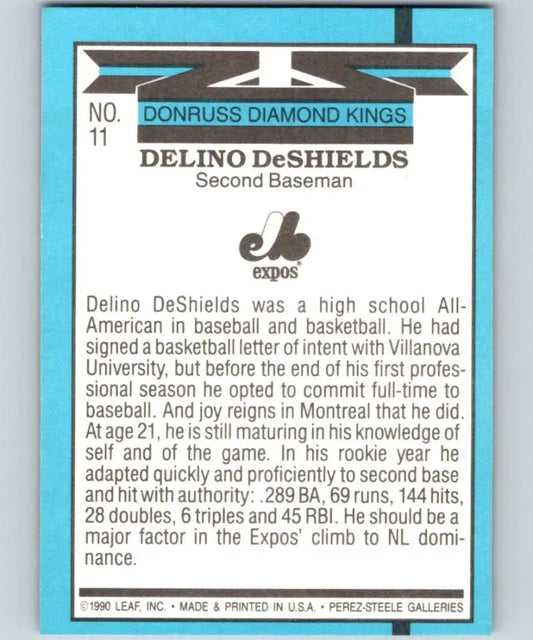 NO.
11
DONRUSS DIAMOND KINGS
DELINO DeSHIELDS
Second Baseman
expos
Delino DeShields was a high school All-
American in baseball and basketball. He had
signed a basketball letter of intent with Villanova
University, but before the end of his first profes-
sional season he opted to commit full-time to
baseball. And joy reigns in Montreal that he did.
At age 21, he is still maturing in his knowledge of
self and of the game. In his rookie year he
adapted quickly and proficiently to second base
and hit with authority: .289 BA, 69 runs, 144 hits,
28 doubles, 6 triples and 45 RBI. He should be a
major factor in the Expos' climb to NL domi-
nance.
©1990 LEAF, INC. • MADE & PRINTED IN U.S.A. • PEREZ-STEELE GALLERIES